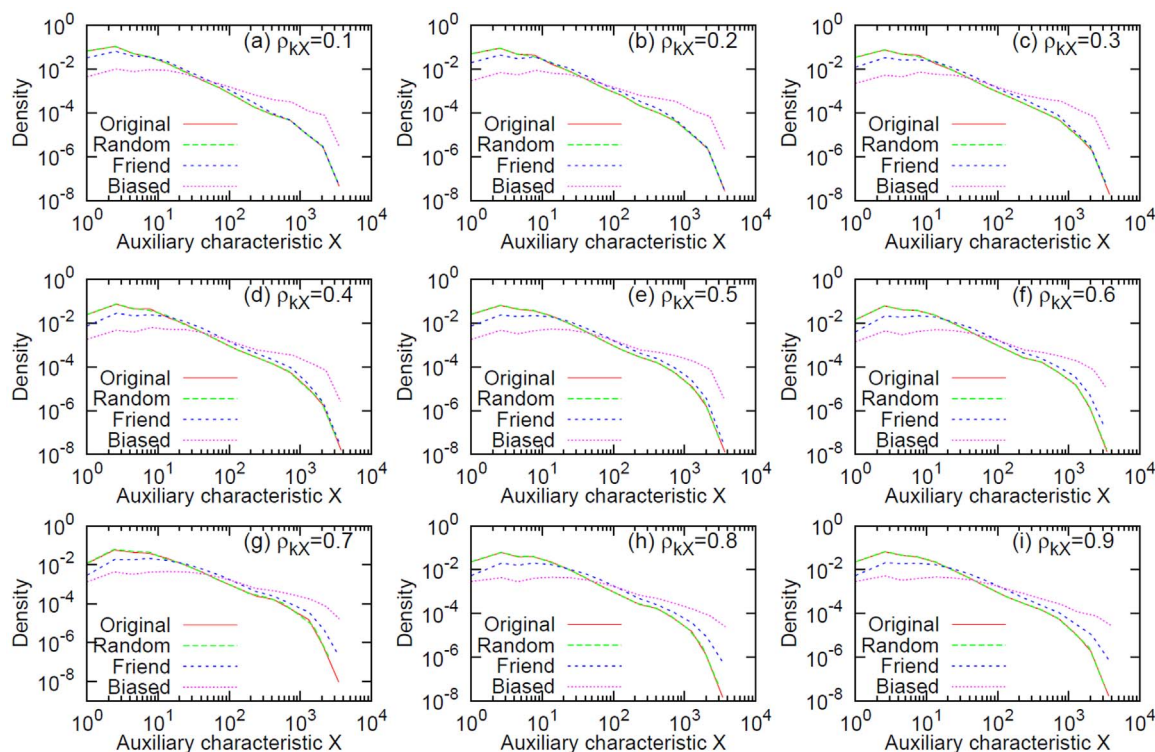 (a) ρkX=0.1
Density
10^0
10^-2
10^-4
10^-6
10^-8
Original
Random
Friend
Biased
10^0 10^1 10^2 10^3 10^4
Auxiliary characteristic X
(b) ρkX=0.2
Density
10^0
10^-2
10^-4
10^-6
10^-8
Original
Random
Friend
Biased
10^0 10^1 10^2 10^3 10^4
Auxiliary characteristic X
(c) ρkX=0.3
Density
10^0
10^-2
10^-4
10^-6
10^-8
Original
Random
Friend
Biased
10^0 10^1 10^2 10^3 10^4
Auxiliary characteristic X
(d) ρkX=0.4
Density
10^0
10^-2
10^-4
10^-6
10^-8
Original
Random
Friend
Biased
10^0 10^1 10^2 10^3 10^4
Auxiliary characteristic X
(e) ρkX=0.5
Density
10^0
10^-2
10^-4
10^-6
10^-8
Original
Random
Friend
Biased
10^0 10^1 10^2 10^3 10^4
Auxiliary characteristic X
(f) ρkX=0.6
Density
10^0
10^-2
10^-4
10^-6
10^-8
Original
Random
Friend
Biased
10^0 10^1 10^2 10^3 10^4
Auxiliary characteristic X
(g) ρkX=0.7
Density
10^0
10^-2
10^-4
10^-6
10^-8
Original
Random
Friend
Biased
10^0 10^1 10^2 10^3 10^4
Auxiliary characteristic X
(h) ρkX=0.8
Density
10^0
10^-2
10^-4
10^-6
10^-8
Original
Random
Friend
Biased
10^0 10^1 10^2 10^3 10^4
Auxiliary characteristic X
(i) ρkX=0.9
Density
10^0
10^-2
10^-4
10^-6
10^-8
Original
Random
Friend
Biased
10^0 10^1 10^2 10^3 10^4
Auxiliary characteristic X